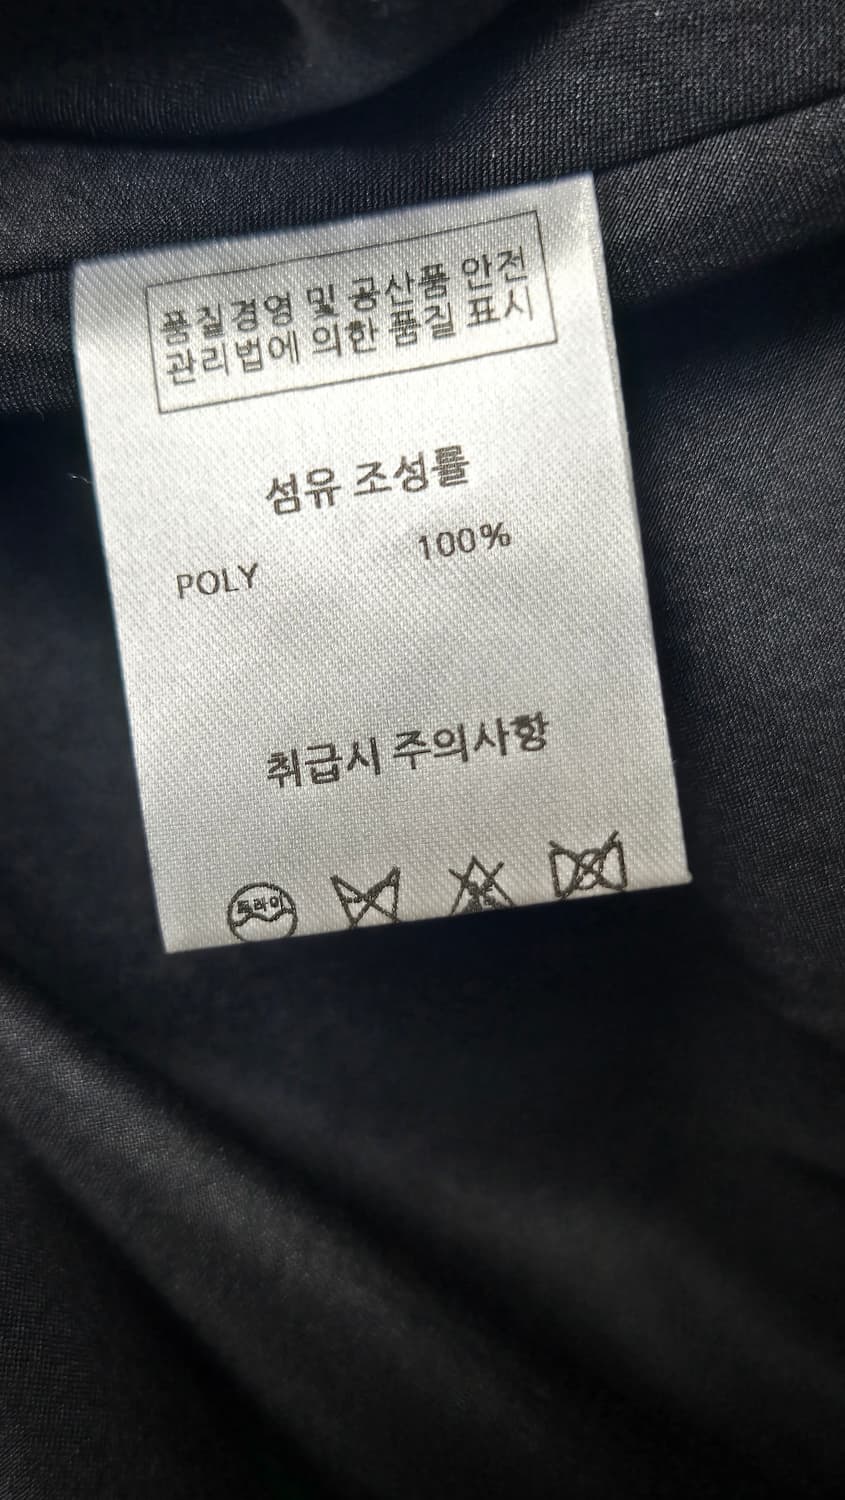 품질경영 및 공산품 안전
관리법에 의한 품질 표시
섬유 조성률
POLY 100%
취급시 주의사항
드라이